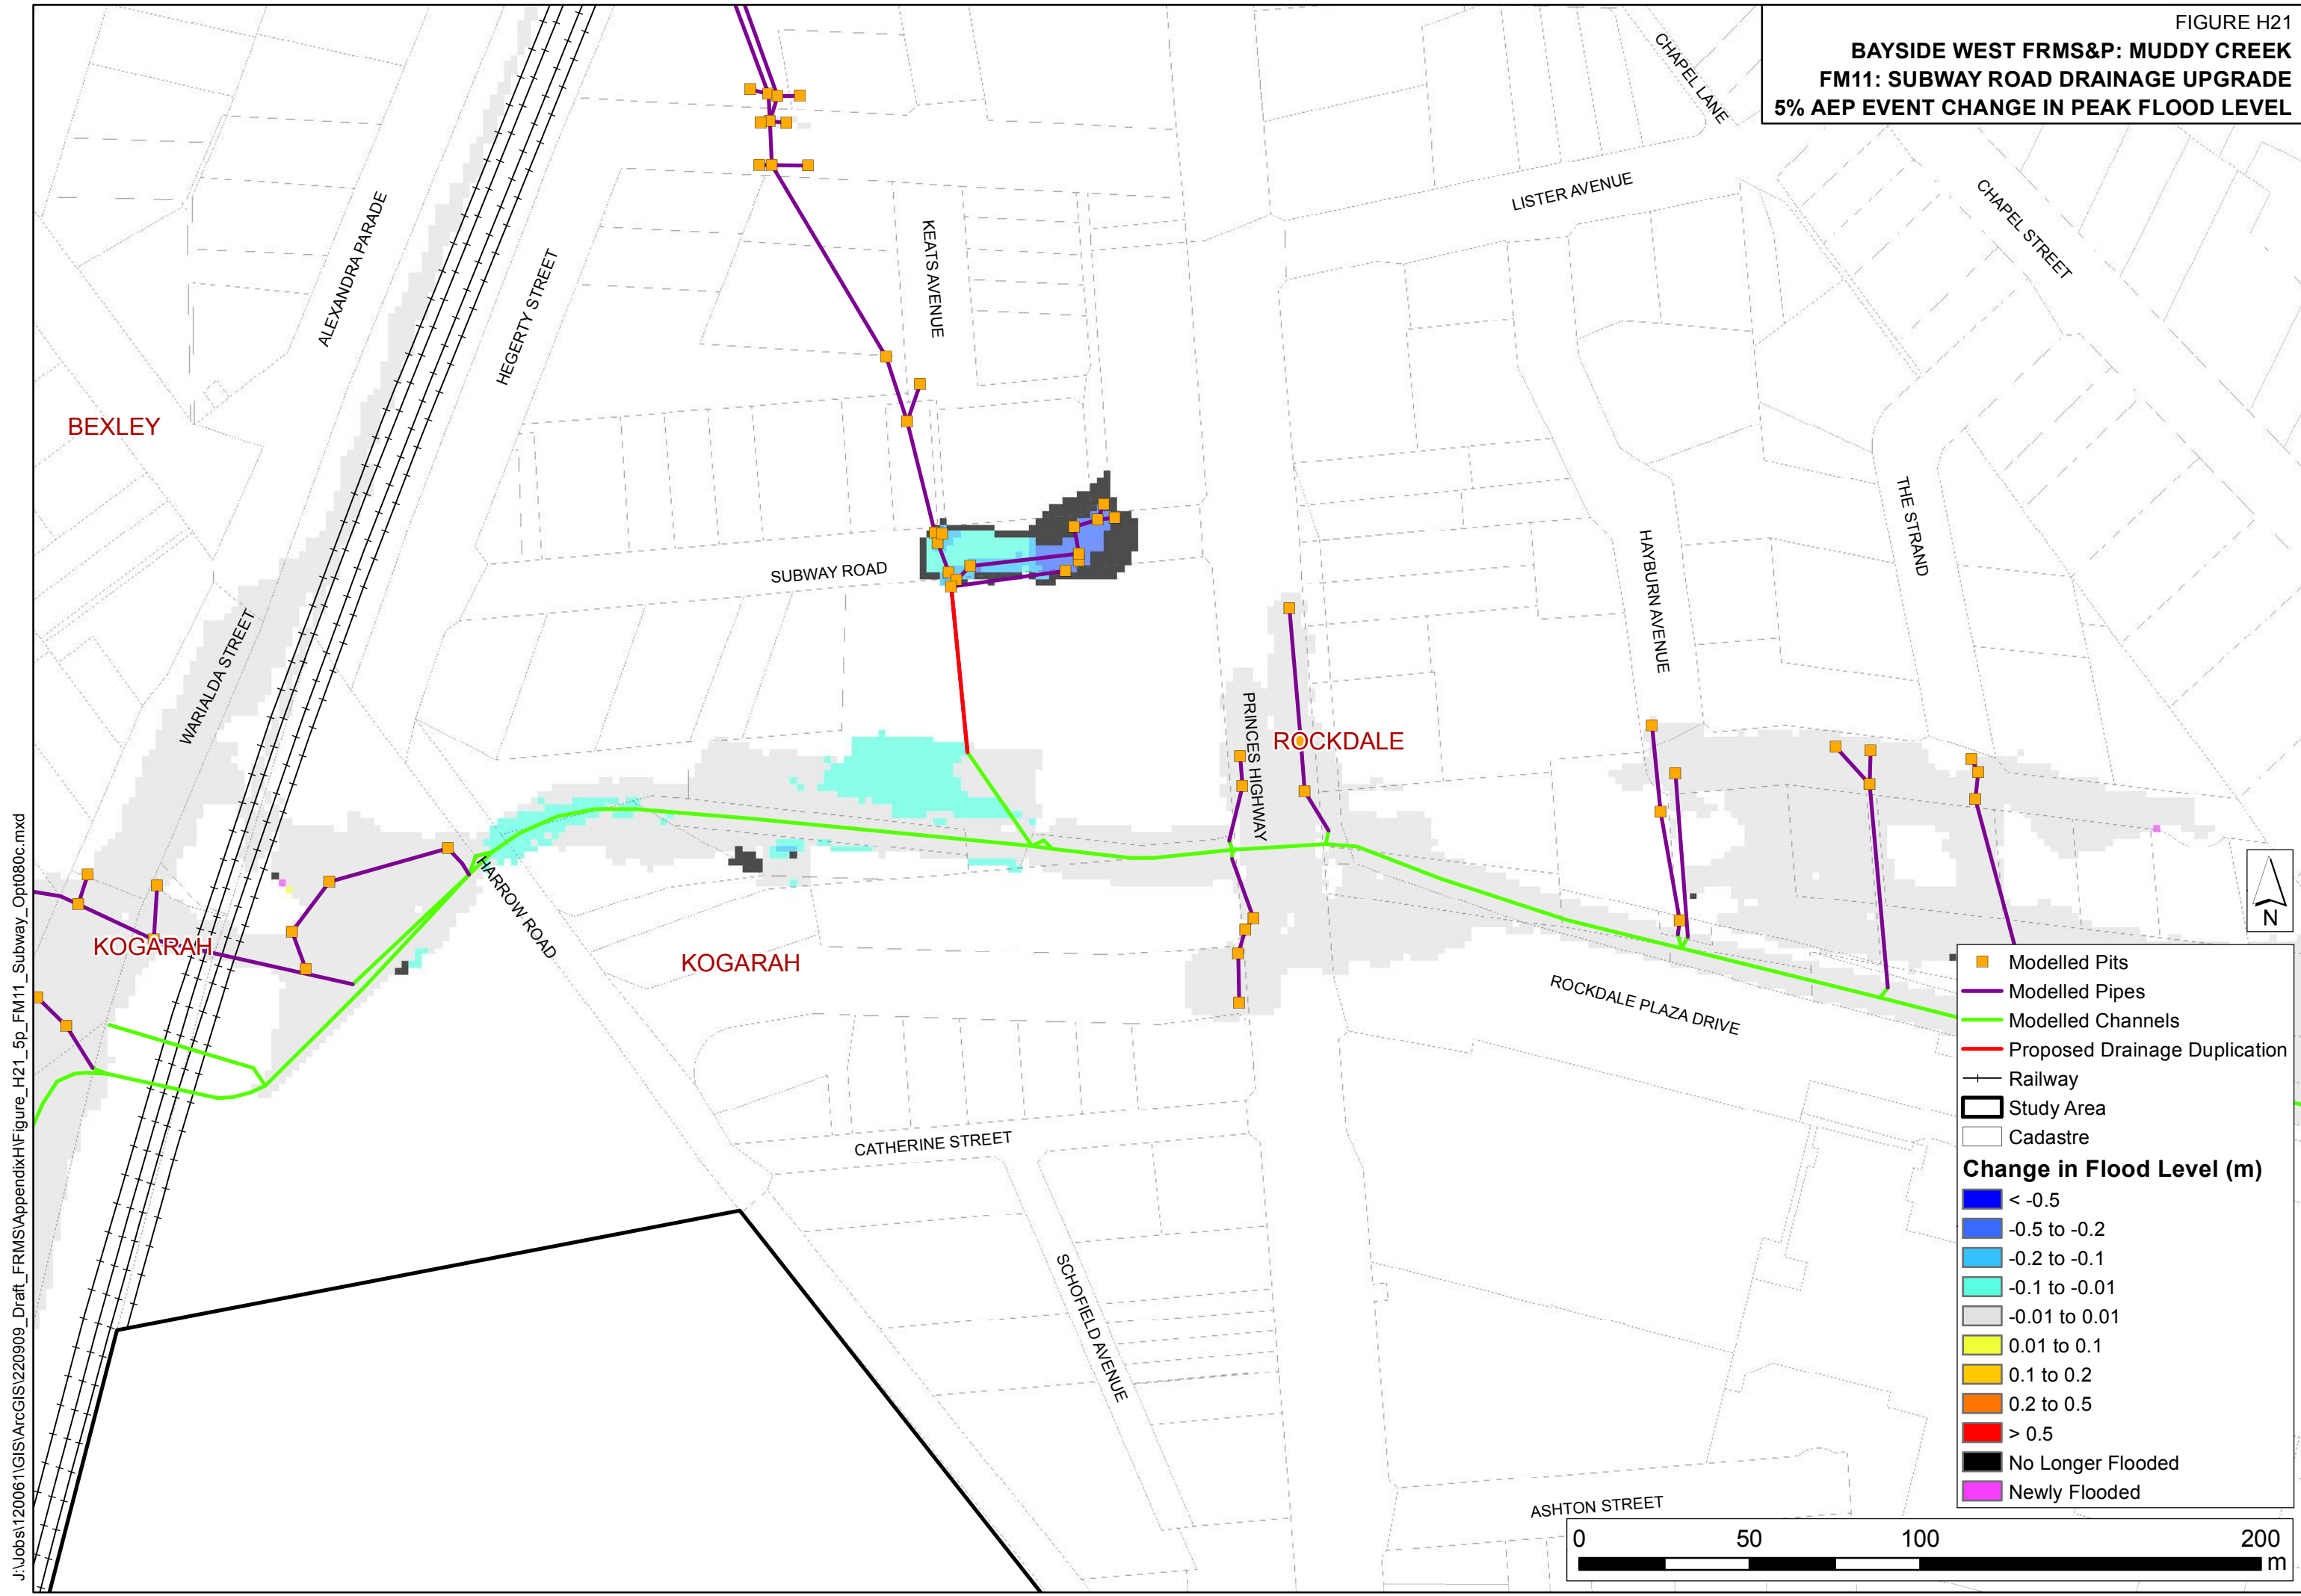 FIGURE H21
BAYSIDE WEST FRMS&P: MUDDY CREEK
FM11: SUBWAY ROAD DRAINAGE UPGRADE
5% AEP EVENT CHANGE IN PEAK FLOOD LEVEL
CHAPEL LANE
LISTER AVENUE
CHAPEL STREET
ALEXANDRA PARADE
HEGERTY STREET
KEATS AVENUE
BEXLEY
THE STRAND
HAYBURN AVENUE
SUBWAY ROAD
WARIALDA STREET
PRINCES HIGHWAY
ROCKDALE
HARROW ROAD
KOGARAH
KOGARAH
ROCKDALE PLAZA DRIVE
CATHERINE STREET
SCHOFIELD AVENUE
ASHTON STREET
N
Modelled Pits
Modelled Pipes
Modelled Channels
Proposed Drainage Duplication
Railway
Study Area
Cadastre
Change in Flood Level (m)
< -0.5
-0.5 to -0.2
-0.2 to -0.1
-0.1 to -0.01
-0.01 to 0.01
0.01 to 0.1
0.1 to 0.2
0.2 to 0.5
> 0.5
No Longer Flooded
Newly Flooded
0 50 100 200
m
J:\Jobs\120061\GIS\ArcGIS\220909_Draft_FRMS\AppendixH\Figure_H21_5p_FM11_Subway_Opt080c.mxd